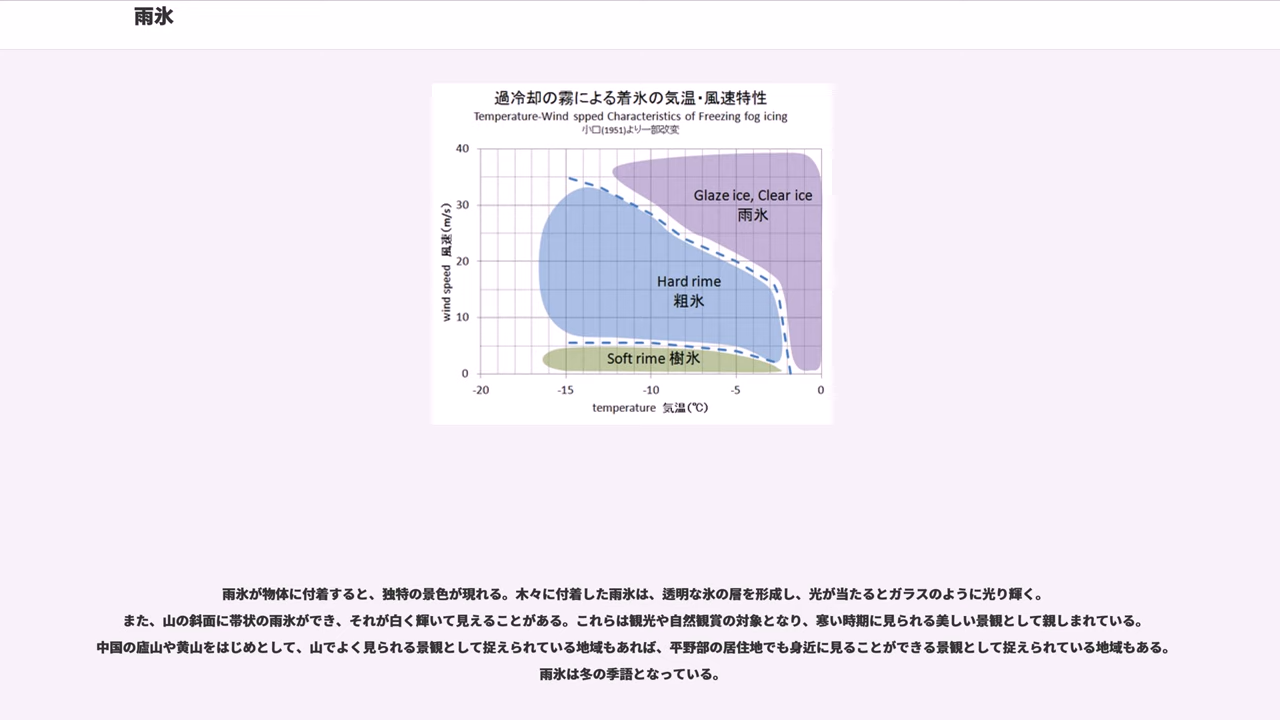 雨氷
過冷却の霧による着氷の気温・風速特性
Temperature-Wind spped Characteristics of Freezing fog icing
小口(1951)より一部改変
40
30
20
10
0
wind speed 風速(m/s)
Glaze ice, Clear ice
雨氷
Hard rime
粗氷
Soft rime 樹氷
-20 -15 -10 -5 0
temperature 気温(℃)
雨氷が物体に付着すると、独特の景色が現れる。木々に付着した雨氷は、透明な氷の層を形成し、光が当たるとガラスのように光り輝く。
また、山の斜面に帯状の雨氷ができ、それが白く輝いて見えることがある。これらは観光や自然観賞の対象となり、寒い時期に見られる美しい景観として親しまれている。
中国の廬山や黄山をはじめとして、山でよく見られる景観として捉えられている地域もあれば、平野部の居住地でも身近に見ることができる景観として捉えられている地域もある。
雨氷は冬の季語となっている。